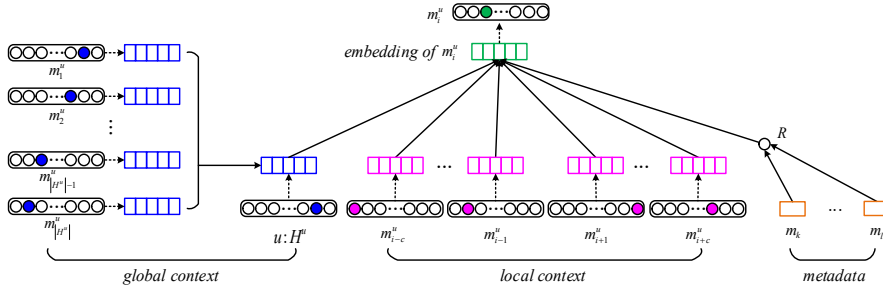 m_i^u
embedding of m_i^u
m_1^u
m_2^u
⋮
m_{|H^u|-1}^u
m_{|H^u|}^u
u: H^u
m_{i-c}^u
...
m_{i-1}^u
m_{i+1}^u
...
m_{i+c}^u
R
m_k
...
global context
local context
metadata